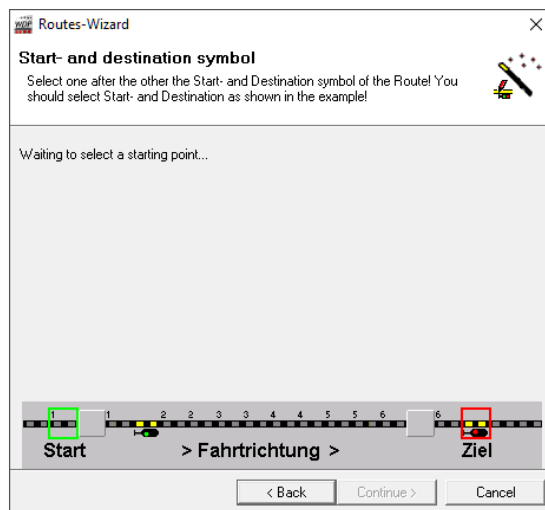 WDP Routes-Wizard
Start- and destination symbol
Select one after the other the Start- and Destination symbol of the Route! You
should select Start- and Destination as shown in the example!
Waiting to select a starting point...
1 1 2 2 3 3 4 4 5 5 6 6
Start > Fahrtrichtung > Ziel
< Back Continue > Cancel